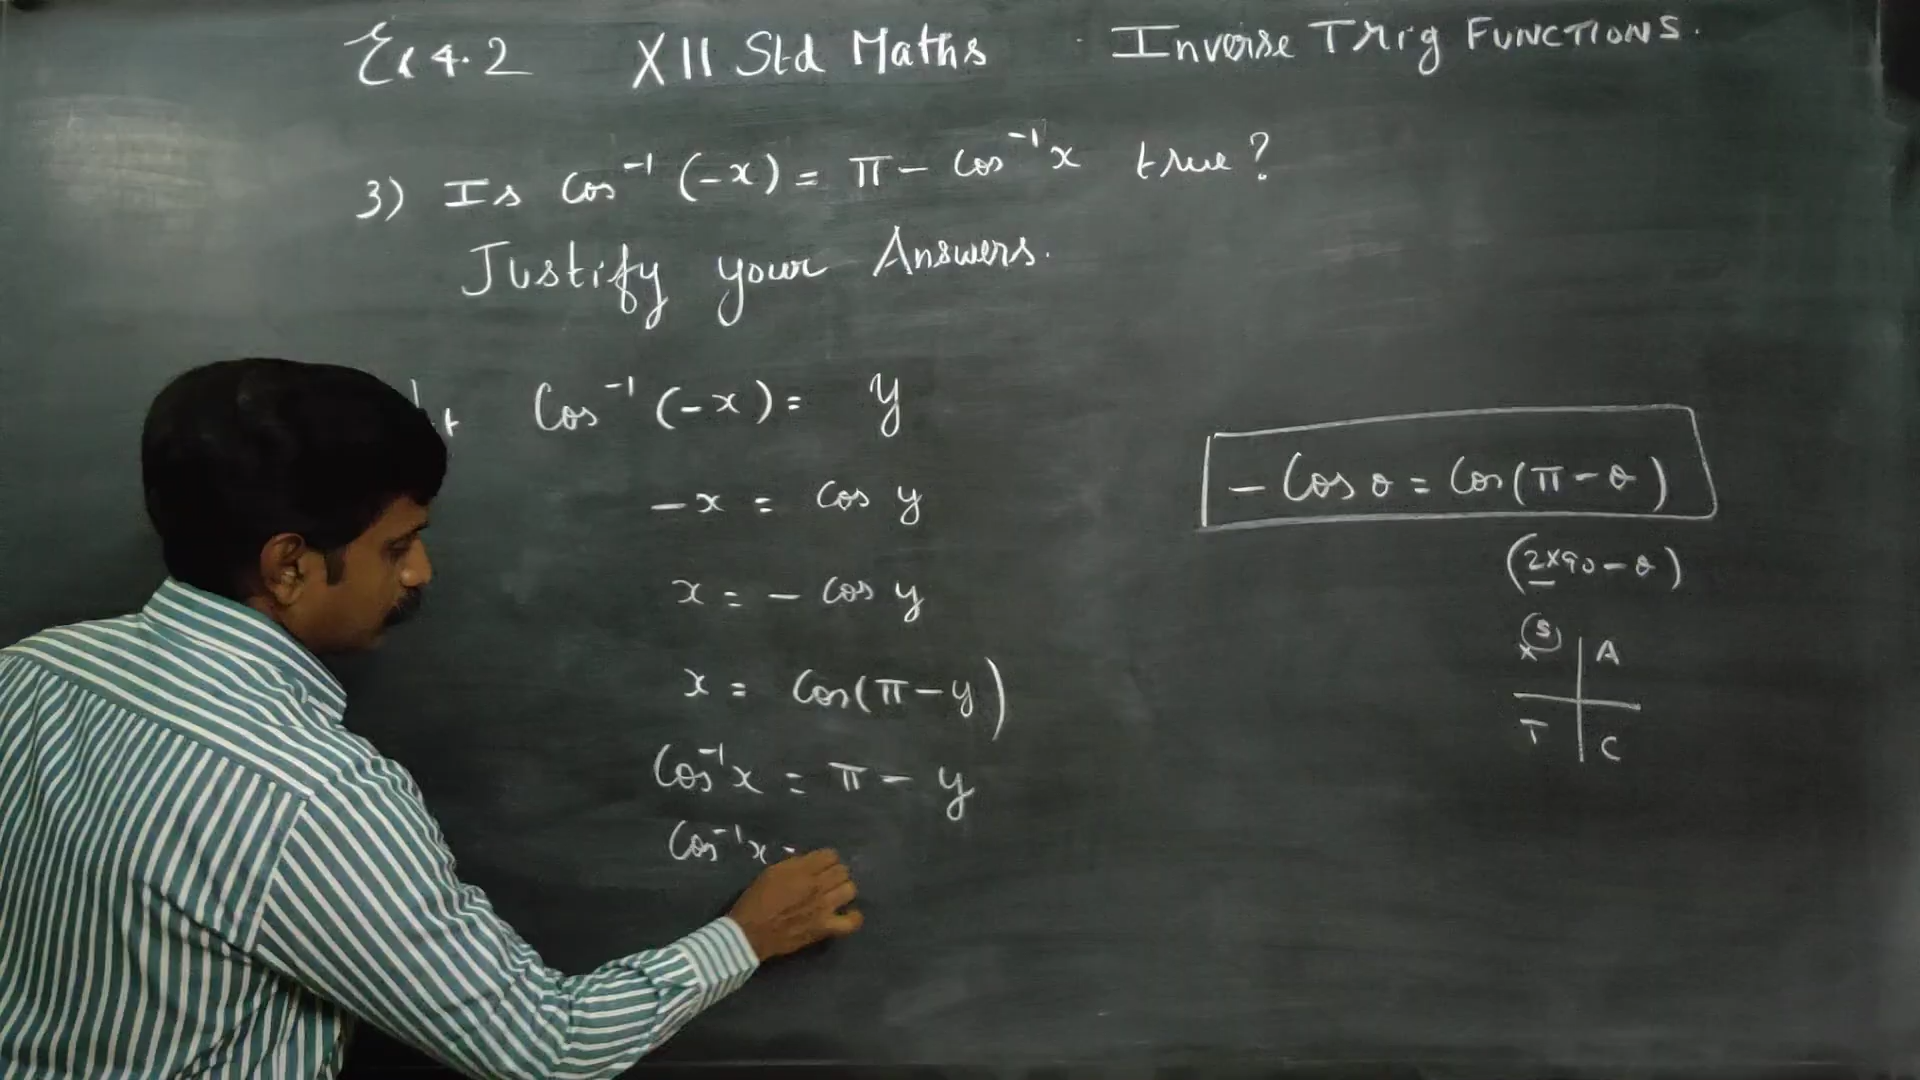 Ex 4.2 XII Std Maths Inverse Trig FUNCTIONS.
3) Is Cos⁻¹(-x) = π - Cos⁻¹x true?
Justify your Answers.
Cos⁻¹(-x) = y
-x = Cos y
x = - Cos y
x = Cos(π-y)
Cos⁻¹x = π - y
Cos⁻¹x =
- Cos θ = Cos(π-θ)
(2×90-θ)
S A
T C